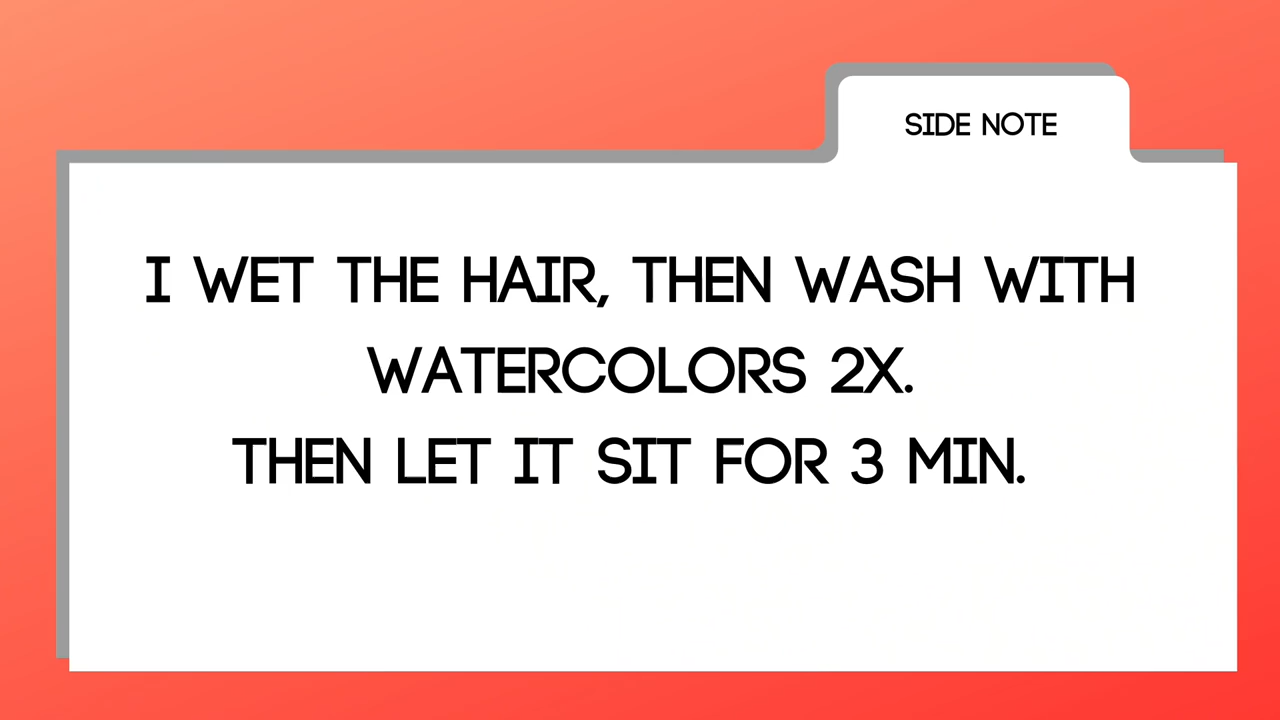 SIDE NOTE
I WET THE HAIR, THEN WASH WITH
WATERCOLORS 2X.
THEN LET IT SIT FOR 3 MIN.